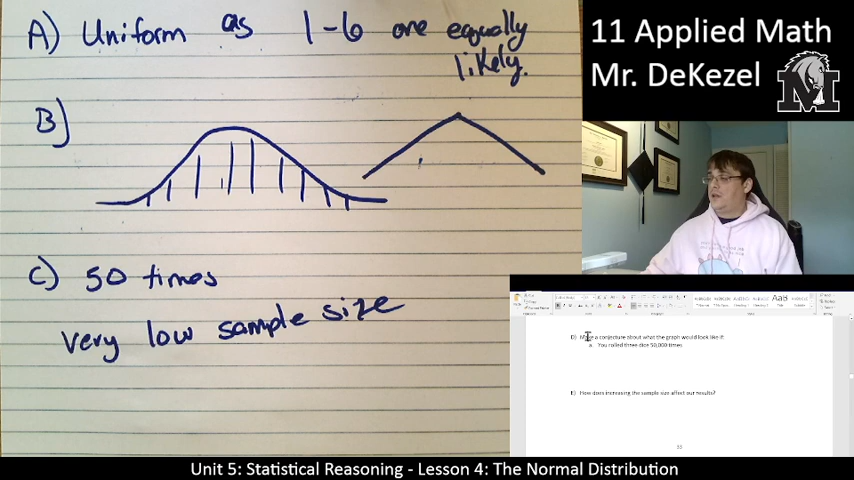 A) Uniform as 1-6 are equally
likely.
B)
C) 50 times
very low sample size
11 Applied Math
Mr. DeKezel
M
D) Make a conjecture about what the graph would look like if:
a. You rolled three dice 50,000 times
E) How does increasing the sample size affect our results?
Unit 5: Statistical Reasoning - Lesson 4: The Normal Distribution